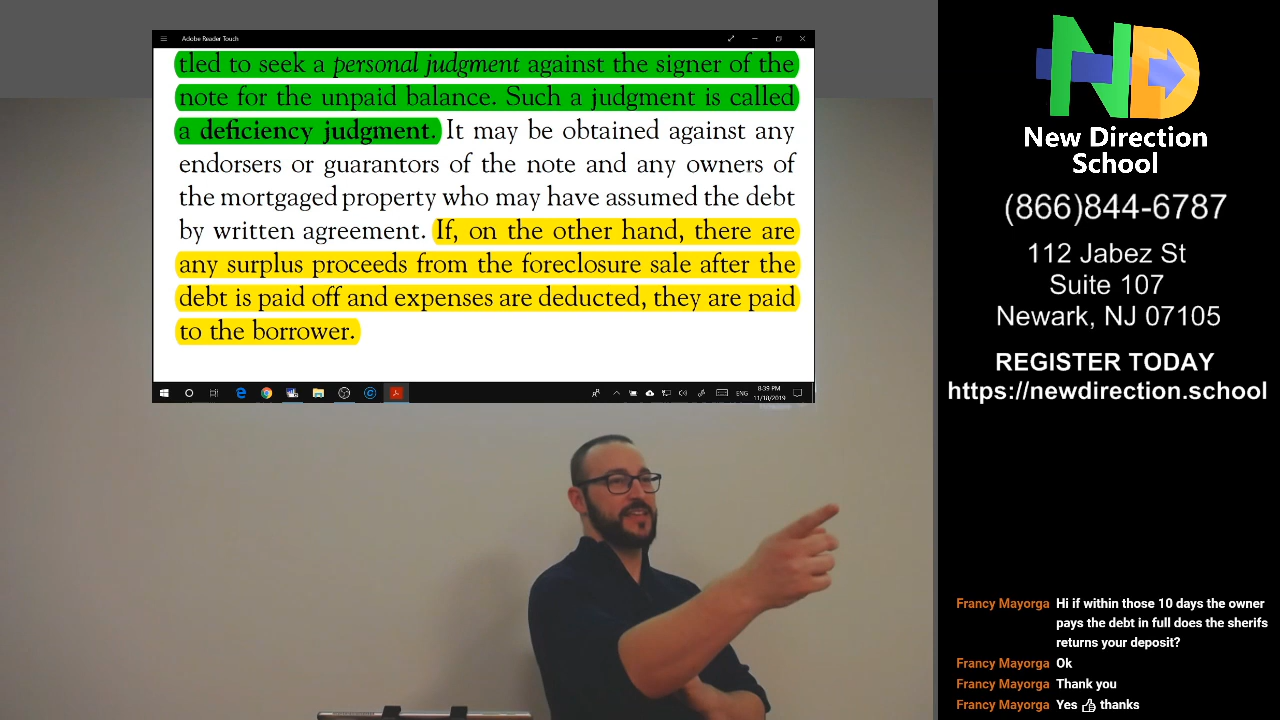 Adobe Reader Touch
tled to seek a personal judgment against the signer of the
note for the unpaid balance. Such a judgment is called
a deficiency judgment. It may be obtained against any
endorsers or guarantors of the note and any owners of
the mortgaged property who may have assumed the debt
by written agreement. If, on the other hand, there are
any surplus proceeds from the foreclosure sale after the
debt is paid off and expenses are deducted, they are paid
to the borrower.
ENG
8:39 PM
11/18/2019
ND
New Direction
School
(866)844-6787
112 Jabez St
Suite 107
Newark, NJ 07105
REGISTER TODAY
https://newdirection.school
Francy Mayorga Hi if within those 10 days the owner
pays the debt in full does the sherifs
returns your deposit?
Francy Mayorga Ok
Francy Mayorga Thank you
Francy Mayorga Yes 👍 thanks